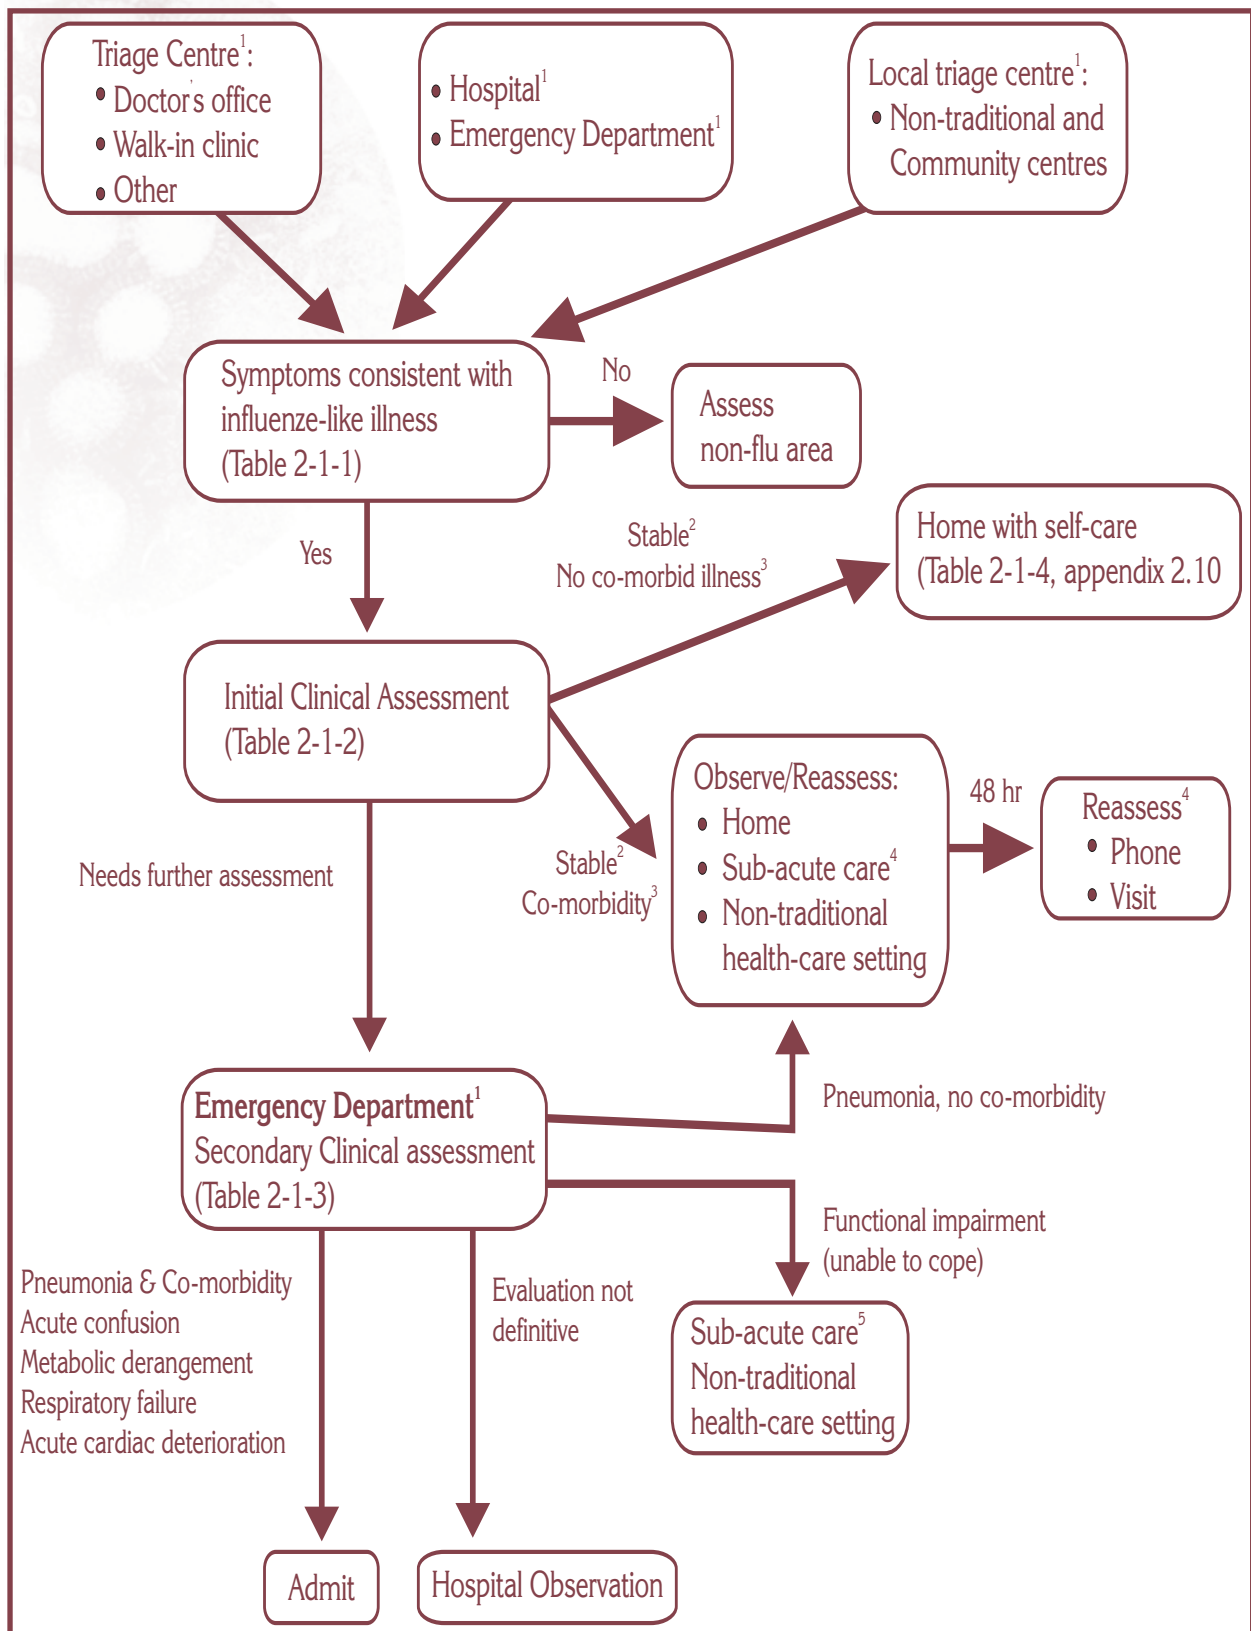 Triage Centre¹:
• Doctor's office
• Walk-in clinic
• Other
• Hospital¹
• Emergency Department¹
Local triage centre¹:
• Non-traditional and
Community centres
Symptoms consistent with
influenze-like illness
(Table 2-1-1)
No
Assess
non-flu area
Yes
Stable²
No co-morbid illness³
Home with self-care
(Table 2-1-4, appendix 2.10
Initial Clinical Assessment
(Table 2-1-2)
Stable²
Co-morbidity³
Observe/Reassess:
• Home
• Sub-acute care⁴
• Non-traditional
health-care setting
48 hr
Reassess⁴
• Phone
• Visit
Needs further assessment
Emergency Department¹
Secondary Clinical assessment
(Table 2-1-3)
Pneumonia, no co-morbidity
Functional impairment
(unable to cope)
Sub-acute care⁵
Non-traditional
health-care setting
Pneumonia & Co-morbidity
Acute confusion
Metabolic derangement
Respiratory failure
Acute cardiac deterioration
Evaluation not
definitive
Admit
Hospital Observation